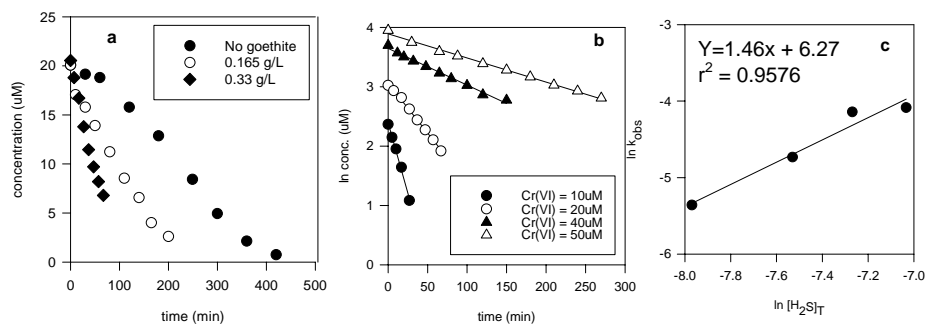 a
No goethite
0.165 g/L
0.33 g/L
25
20
15
10
5
0
0 100 200 300 400 500
concentration (uM)
time (min)
b
4
3
2
1
0
0 50 100 150 200 250 300
ln conc. (uM)
time (min)
Cr(VI) = 10uM
Cr(VI) = 20uM
Cr(VI) = 40uM
Cr(VI) = 50uM
c
Y=1.46x + 6.27
r² = 0.9576
-3
-4
-5
-6
-8.0 -7.8 -7.6 -7.4 -7.2 -7.0
ln k_obs
ln [H₂S]_T